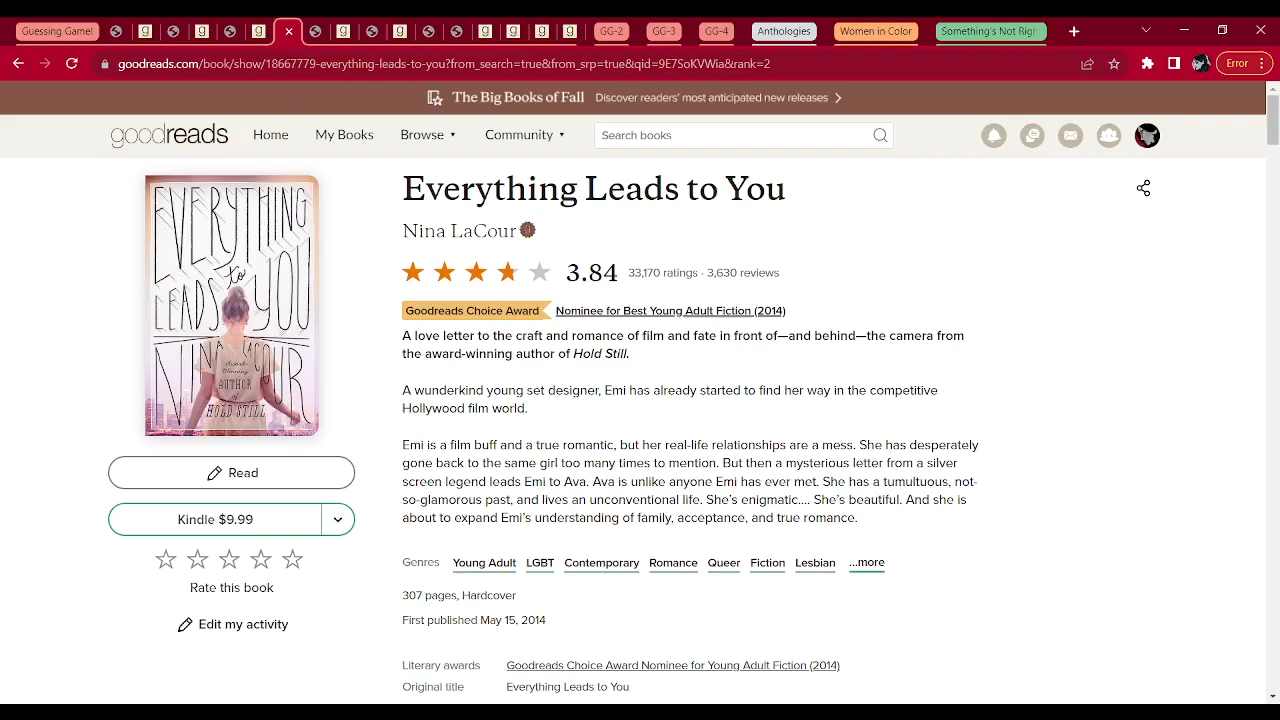 Guessing Game!
GG-2
GG-3
GG-4
Anthologies
Women in Color
Something's Not Righ
goodreads.com/book/show/18667779-everything-leads-to-you?from_search=true&from_srp=true&qid=9E7SoKVWia&rank=2
Error
The Big Books of Fall Discover readers' most anticipated new releases
goodreads
Home
My Books
Browse
Community
Search books
EVERYTHING
LEADS to YOU
NINA LACOUR
Award-
Winning
AUTHOR
of
HOLD STILL
Read
Kindle $9.99
Rate this book
Edit my activity
Everything Leads to You
Nina LaCour
3.84 33,170 ratings · 3,630 reviews
Goodreads Choice Award Nominee for Best Young Adult Fiction (2014)
A love letter to the craft and romance of film and fate in front of—and behind—the camera from
the award-winning author of Hold Still.
A wunderkind young set designer, Emi has already started to find her way in the competitive
Hollywood film world.
Emi is a film buff and a true romantic, but her real-life relationships are a mess. She has desperately
gone back to the same girl too many times to mention. But then a mysterious letter from a silver
screen legend leads Emi to Ava. Ava is unlike anyone Emi has ever met. She has a tumultuous, not-
so-glamorous past, and lives an unconventional life. She's enigmatic.... She's beautiful. And she is
about to expand Emi's understanding of family, acceptance, and true romance.
Genres Young Adult LGBT Contemporary Romance Queer Fiction Lesbian ...more
307 pages, Hardcover
First published May 15, 2014
Literary awards Goodreads Choice Award Nominee for Young Adult Fiction (2014)
Original title Everything Leads to You